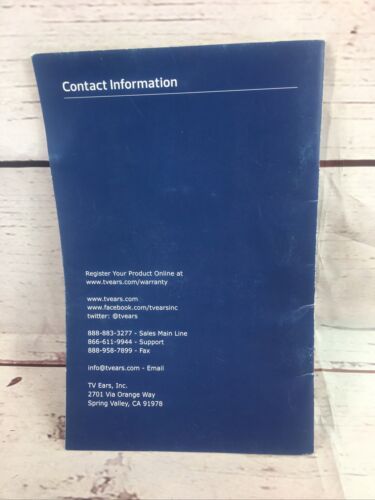 Contact Information
Register Your Product Online at
www.tvears.com/warranty
www.tvears.com
www.facebook.com/tvearsinc
twitter: @tvears
888-883-3277 - Sales Main Line
866-611-9944 - Support
888-958-7899 - Fax
info@tvears.com - Email
TV Ears, Inc.
2701 Via Orange Way
Spring Valley, CA 91978